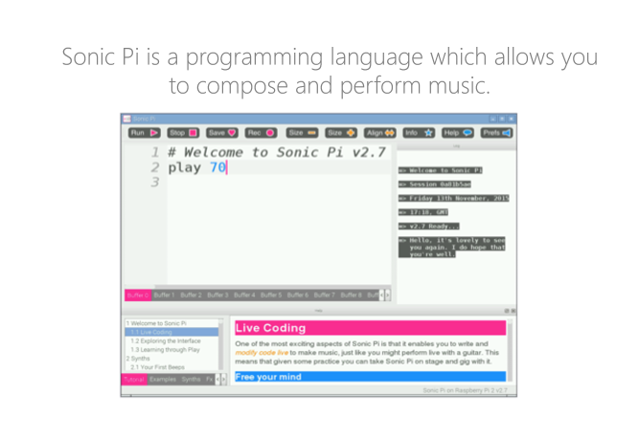 Sonic Pi is a programming language which allows you
to compose and perform music.
Sonic Pi
Run Stop Save Rec Size Size Align Info Help Prefs
1 # Welcome to Sonic Pi v2.7
2 play 70
3
=> Welcome to Sonic Pi
=> Session
=> Friday 13th November, 2015
=> 17:18, GMT
=> v2.7 Ready...
=> Hello, it's lovely to see
you again. I do hope that
you're well.
Buffer 0 Buffer 1 Buffer 2 Buffer 3 Buffer 4 Buffer 5 Buffer 6 Buffer 7 Buffer 8 Buff
1 Welcome to Sonic Pi
1.1 Live Coding
1.2 Exploring the Interface
1.3 Learning through Play
2 Synths
2.1 Your First Beeps
Tutorial Examples Synths Fx
Live Coding
One of the most exciting aspects of Sonic Pi is that it enables you to write and
modify code live to make music, just like you might perform live with a guitar. This
means that given some practice you can take Sonic Pi on stage and gig with it.
Free your mind
Sonic Pi on Raspberry Pi 2 v2.7